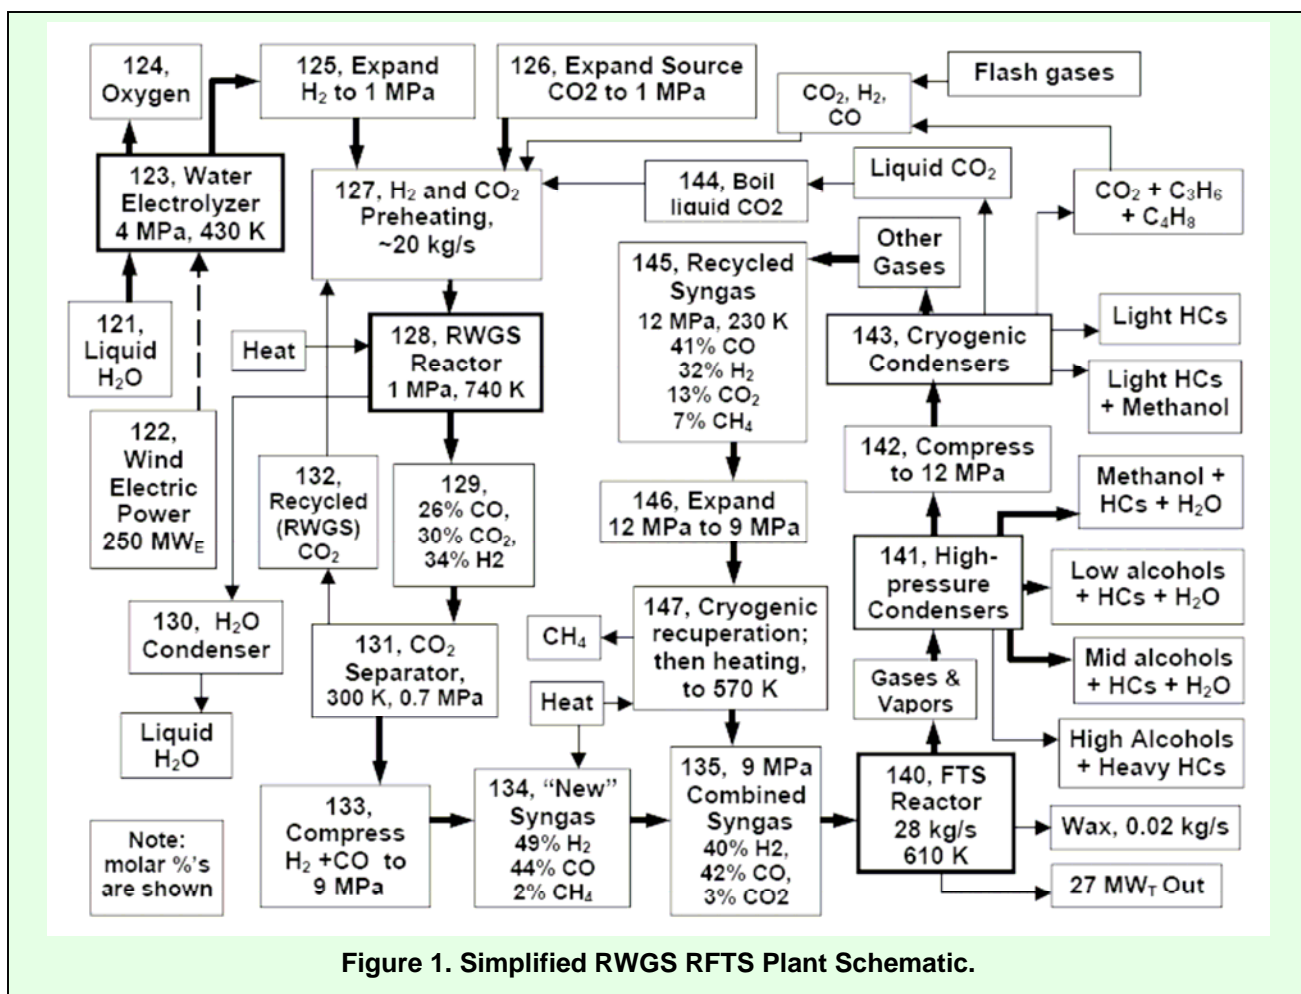 124,
Oxygen
125, Expand
H₂ to 1 MPa
126, Expand Source
CO2 to 1 MPa
CO₂, H₂,
CO
Flash gases
123, Water
Electrolyzer
4 MPa, 430 K
127, H₂ and CO₂
Preheating,
~20 kg/s
144, Boil
liquid CO2
Liquid CO₂
CO₂ + C₃H₆
+ C₄H₈
Other
Gases
145, Recycled
Syngas
12 MPa, 230 K
41% CO
32% H₂
13% CO₂
7% CH₄
121,
Liquid
H₂O
Heat
128, RWGS
Reactor
1 MPa, 740 K
143, Cryogenic
Condensers
Light HCs
Light HCs
+ Methanol
122,
Wind
Electric
Power
250 MWE
132,
Recycled
(RWGS)
CO₂
129,
26% CO,
30% CO₂,
34% H2
146, Expand
12 MPa to 9 MPa
142, Compress
to 12 MPa
Methanol +
HCs + H₂O
141, High-
pressure
Condensers
Low alcohols
+ HCs + H₂O
130, H₂O
Condenser
131, CO₂
Separator,
300 K, 0.7 MPa
CH₄
147, Cryogenic
recuperation;
then heating,
to 570 K
Mid alcohols
+ HCs + H₂O
Gases &
Vapors
Heat
Liquid
H₂O
High Alcohols
+ Heavy HCs
133,
Compress
H₂ +CO to
9 MPa
134, “New”
Syngas
49% H₂
44% CO
2% CH₄
135, 9 MPa
Combined
Syngas
40% H2,
42% CO,
3% CO2
140, FTS
Reactor
28 kg/s
610 K
Wax, 0.02 kg/s
27 MWT Out
Note:
molar %'s
are shown
Figure 1. Simplified RWGS RFTS Plant Schematic.